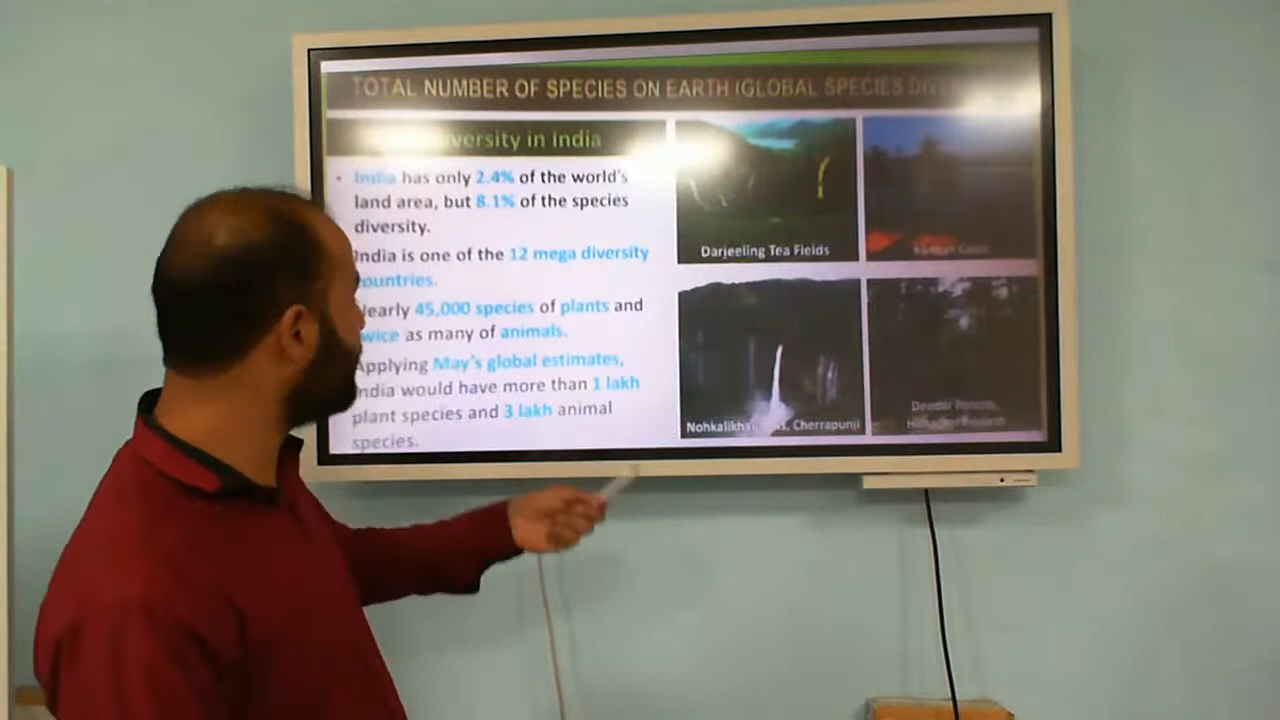 TOTAL NUMBER OF SPECIES ON EARTH (GLOBAL SPECIES
versity in India
• India has only 2.4% of the world's
land area, but 8.1% of the species
diversity.
India is one of the 12 mega diversity
ountries.
Nearly 45,000 species of plants and
twice as many of animals.
Applying May's global estimates,
India would have more than 1 lakh
plant species and 3 lakh animal
species.
Darjeeling Tea Fields
Nohkalikh s, Cherrapunji